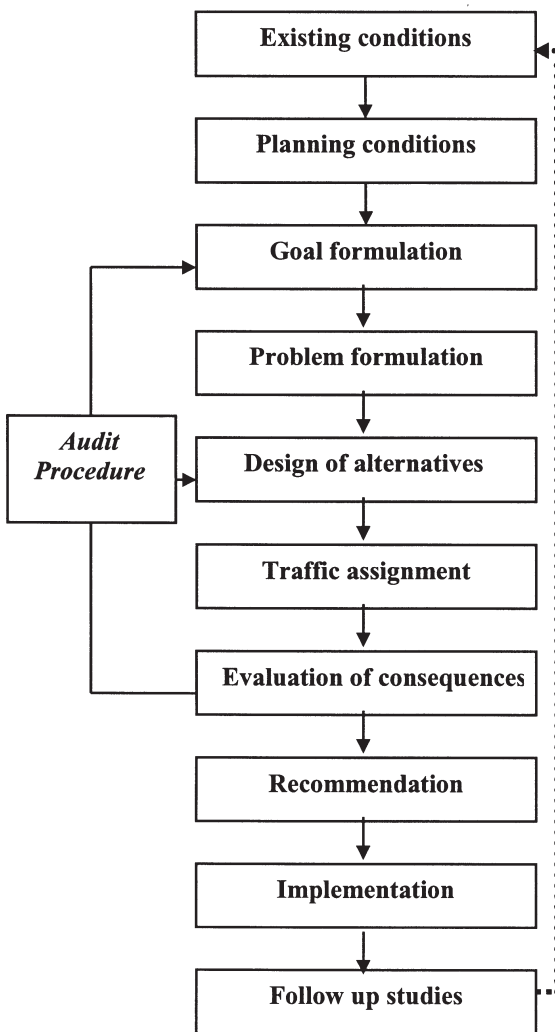 Existing conditions
Planning conditions
Goal formulation
Problem formulation
Audit
Procedure
Design of alternatives
Traffic assignment
Evaluation of consequences
Recommendation
Implementation
Follow up studies